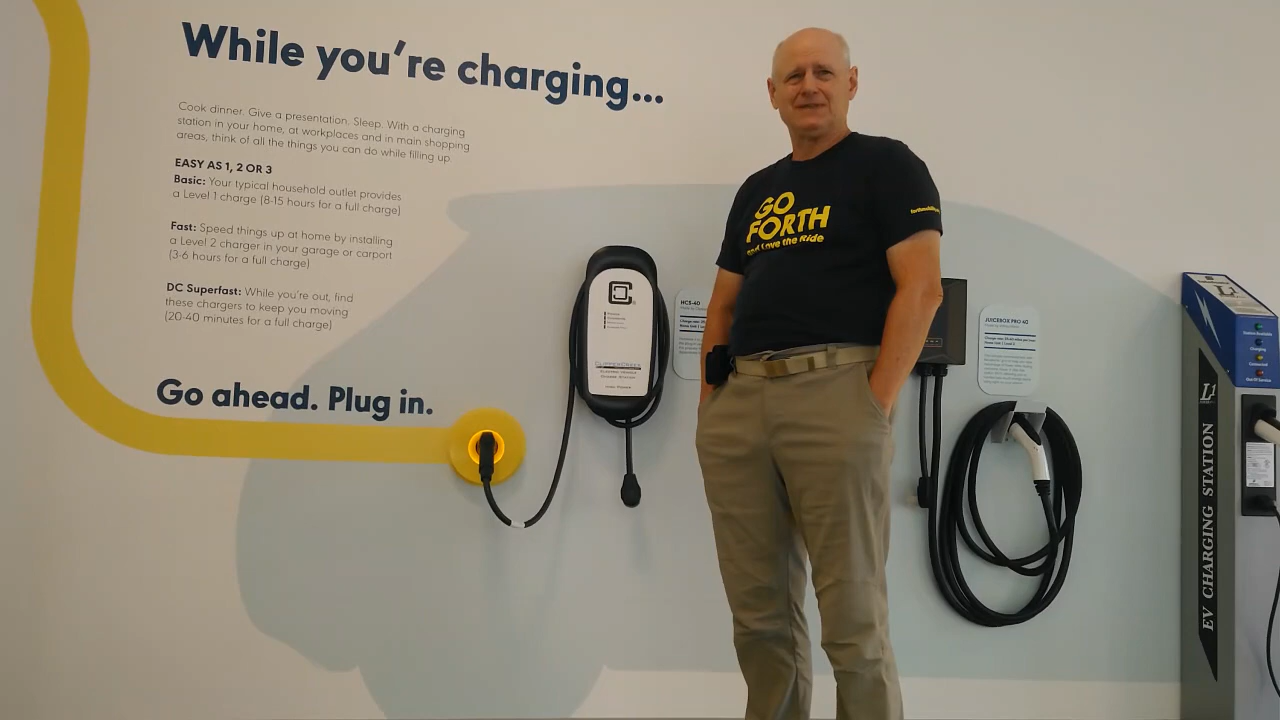 While you're charging...
Cook dinner. Give a presentation. Sleep. With a charging
station in your home, at workplaces and in main shopping
areas, think of all the things you can do while filling up.
EASY AS 1, 2 OR 3
Basic: Your typical household outlet provides
a Level 1 charge (8-15 hours for a full charge)
Fast: Speed things up at home by installing
a Level 2 charger in your garage or carport
(3-6 hours for a full charge)
DC Superfast: While you're out, find
these chargers to keep you moving
(20-40 minutes for a full charge)
Go ahead. Plug in.
CLIPPERCREEK
HCS-40
GO
FORTH
and Love the Ride
JUICEBOX PRO 40
L1
Charging
L1
EV CHARGING STATION